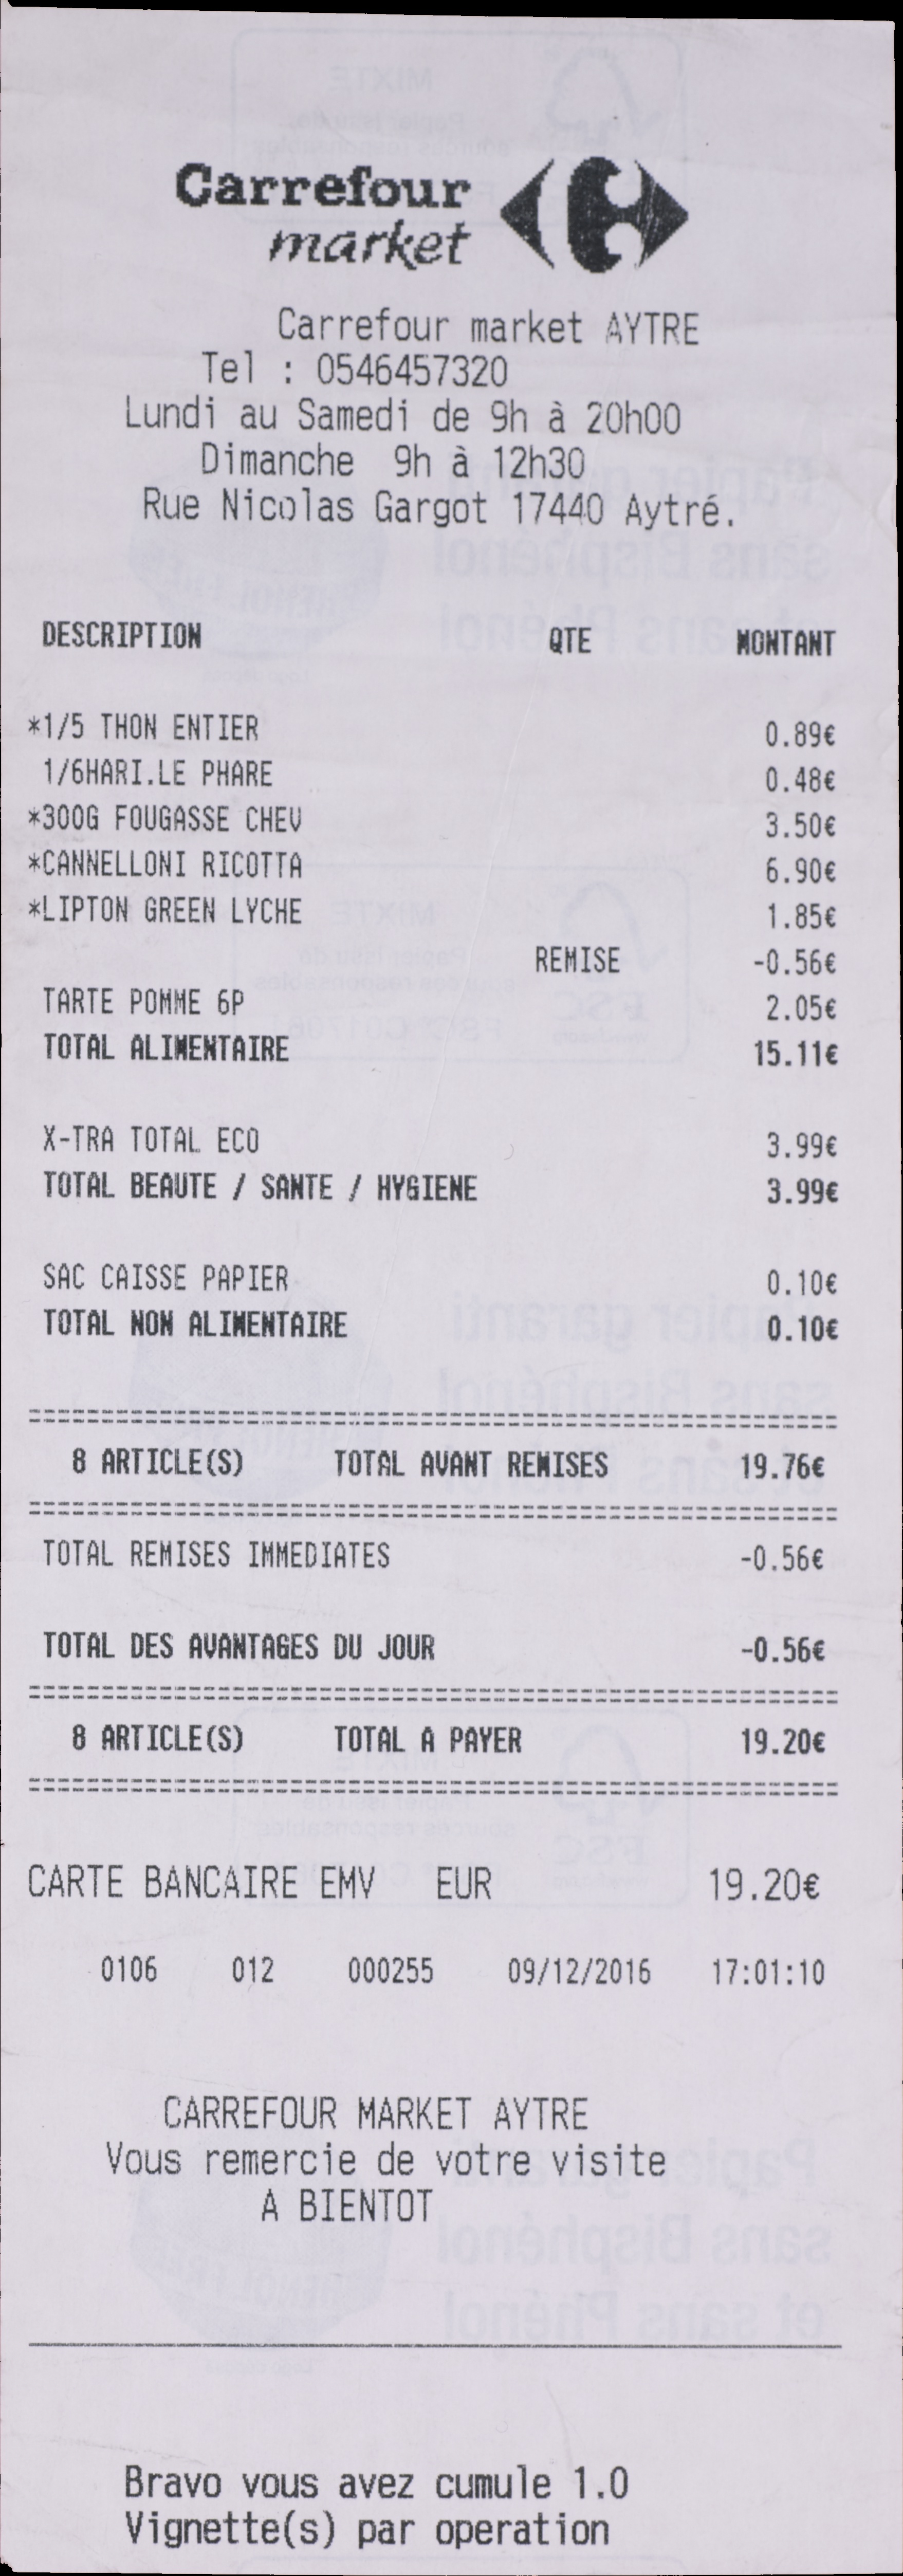 Carrefour
market
Carrefour market AYTRE
Tel : 0546457320
Lundi au Samedi de 9h à 20h00
Dimanche 9h à 12h30
Rue Nicolas Gargot 17440 Aytré.
DESCRIPTION QTE MONTANT
*1/5 THON ENTIER 0.89€
1/6HARI.LE PHARE 0.48€
*300G FOUGASSE CHEV 3.50€
*CANNELLONI RICOTTA 6.90€
*LIPTON GREEN LYCHE 1.85€
REMISE -0.56€
TARTE POMME 6P 2.05€
TOTAL ALIMENTAIRE 15.11€
X-TRA TOTAL ECO 3.99€
TOTAL BEAUTE / SANTE / HYGIENE 3.99€
SAC CAISSE PAPIER 0.10€
TOTAL NON ALIMENTAIRE 0.10€
8 ARTICLE(S) TOTAL AVANT REMISES 19.76€
TOTAL REMISES IMMEDIATES -0.56€
TOTAL DES AVANTAGES DU JOUR -0.56€
8 ARTICLE(S) TOTAL A PAYER 19.20€
CARTE BANCAIRE EMV EUR 19.20€
0106 012 000255 09/12/2016 17:01:10
CARREFOUR MARKET AYTRE
Vous remercie de votre visite
A BIENTOT
Bravo vous avez cumule 1.0
Vignette(s) par operation